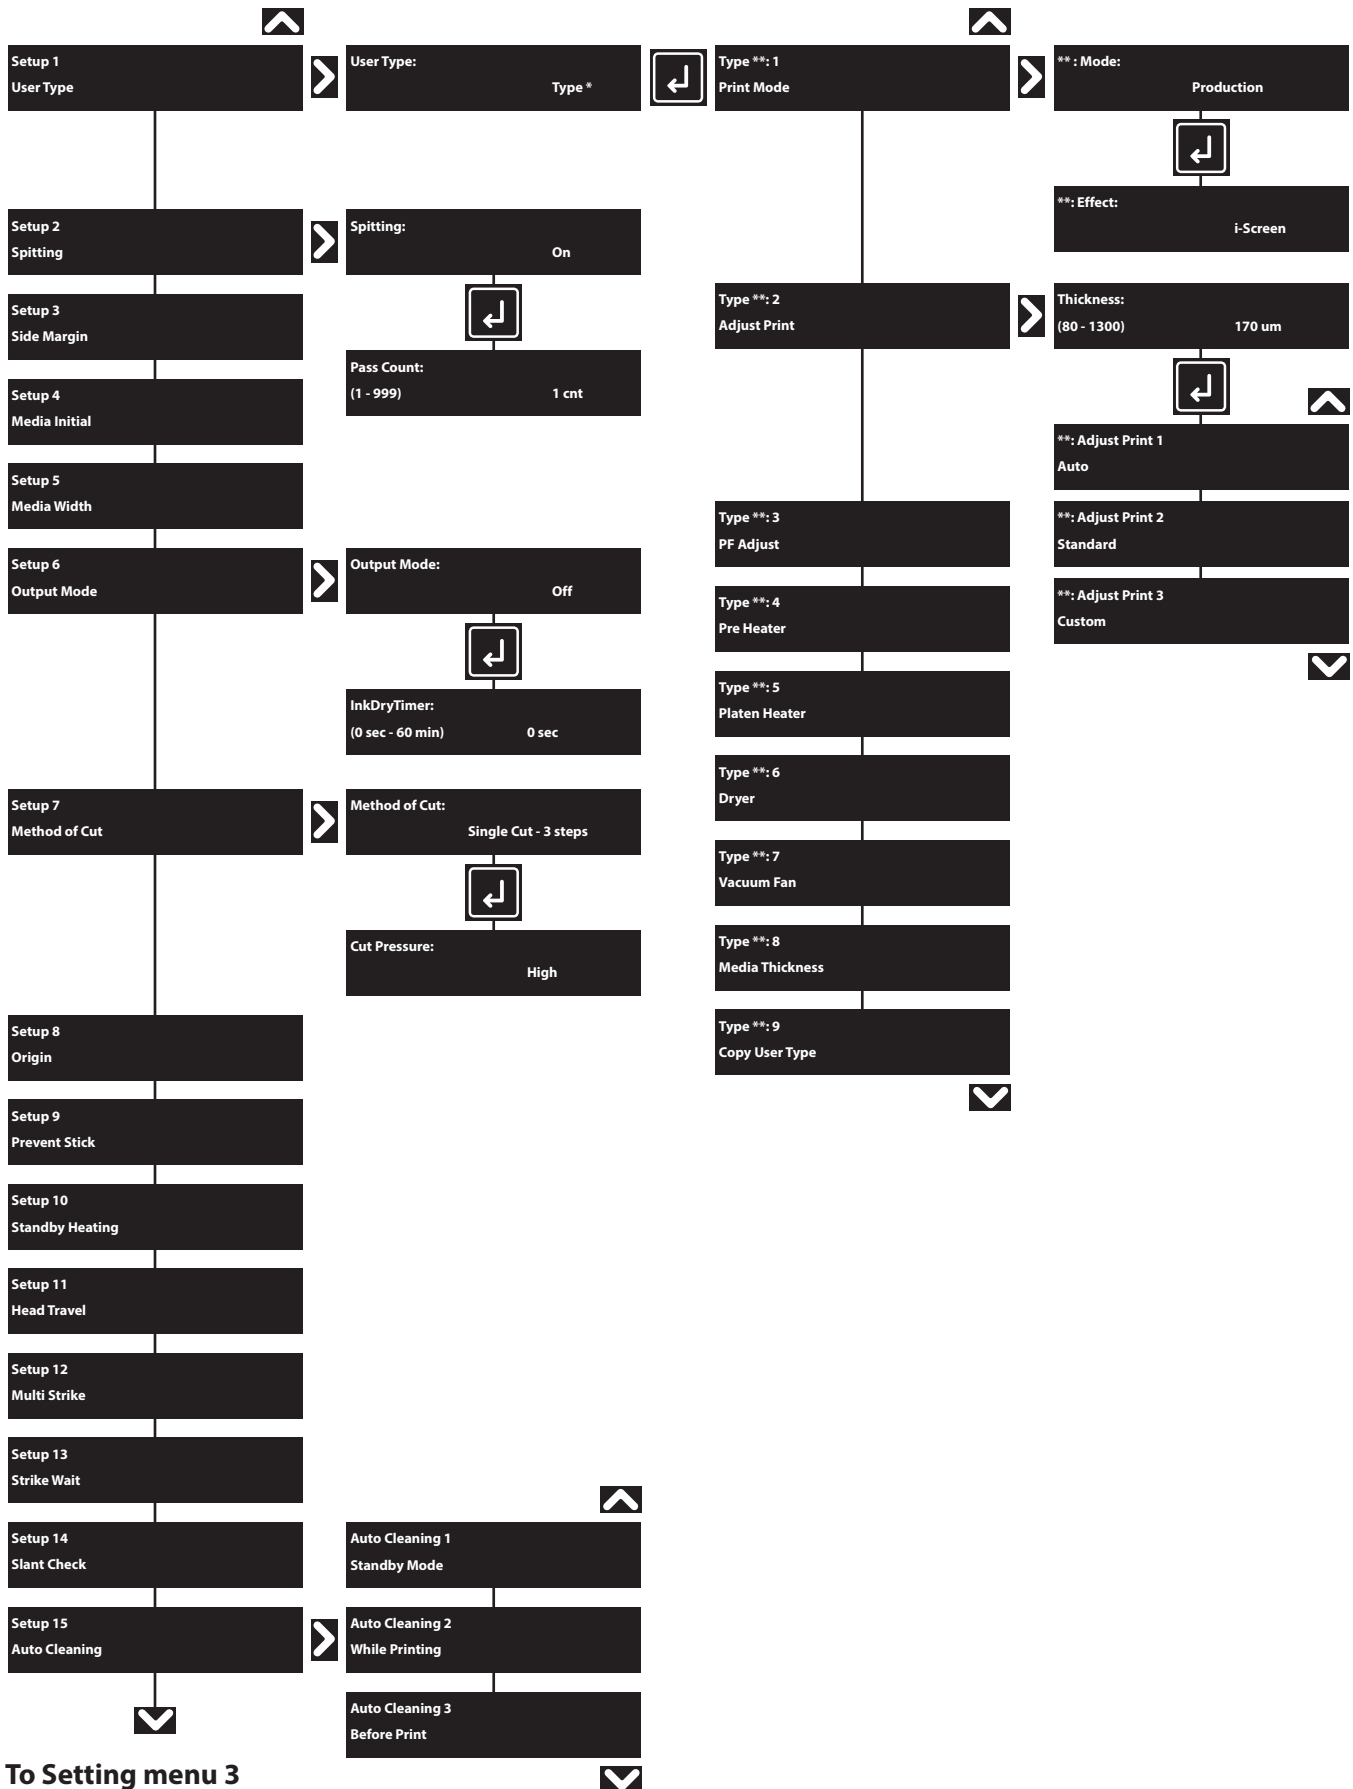 Setup 1
User Type
User Type:
Type *
Type **: 1
Print Mode
** : Mode:
Production
**: Effect:
i-Screen
Setup 2
Spitting
Spitting:
On
Pass Count:
(1 - 999) 1 cnt
Setup 3
Side Margin
Setup 4
Media Initial
Setup 5
Media Width
Setup 6
Output Mode
Output Mode:
Off
InkDryTimer:
(0 sec - 60 min) 0 sec
Setup 7
Method of Cut
Method of Cut:
Single Cut - 3 steps
Cut Pressure:
High
Type **: 2
Adjust Print
Thickness:
(80 - 1300) 170 um
**: Adjust Print 1
Auto
**: Adjust Print 2
Standard
**: Adjust Print 3
Custom
Type **: 3
PF Adjust
Type **: 4
Pre Heater
Type **: 5
Platen Heater
Type **: 6
Dryer
Type **: 7
Vacuum Fan
Type **: 8
Media Thickness
Type **: 9
Copy User Type
Setup 8
Origin
Setup 9
Prevent Stick
Setup 10
Standby Heating
Setup 11
Head Travel
Setup 12
Multi Strike
Setup 13
Strike Wait
Setup 14
Slant Check
Setup 15
Auto Cleaning
Auto Cleaning 1
Standby Mode
Auto Cleaning 2
While Printing
Auto Cleaning 3
Before Print
To Setting menu 3